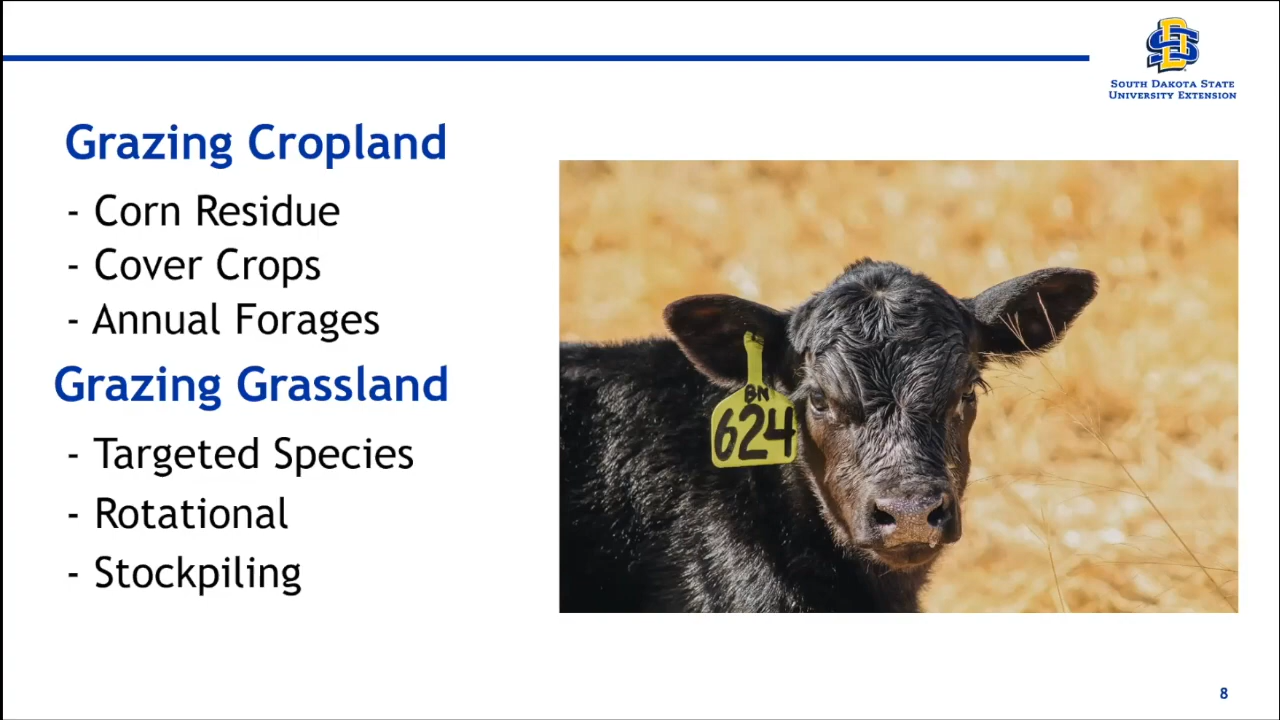 South Dakota State
University Extension
Grazing Cropland
- Corn Residue
- Cover Crops
- Annual Forages
Grazing Grassland
- Targeted Species
- Rotational
- Stockpiling
BN
624
8